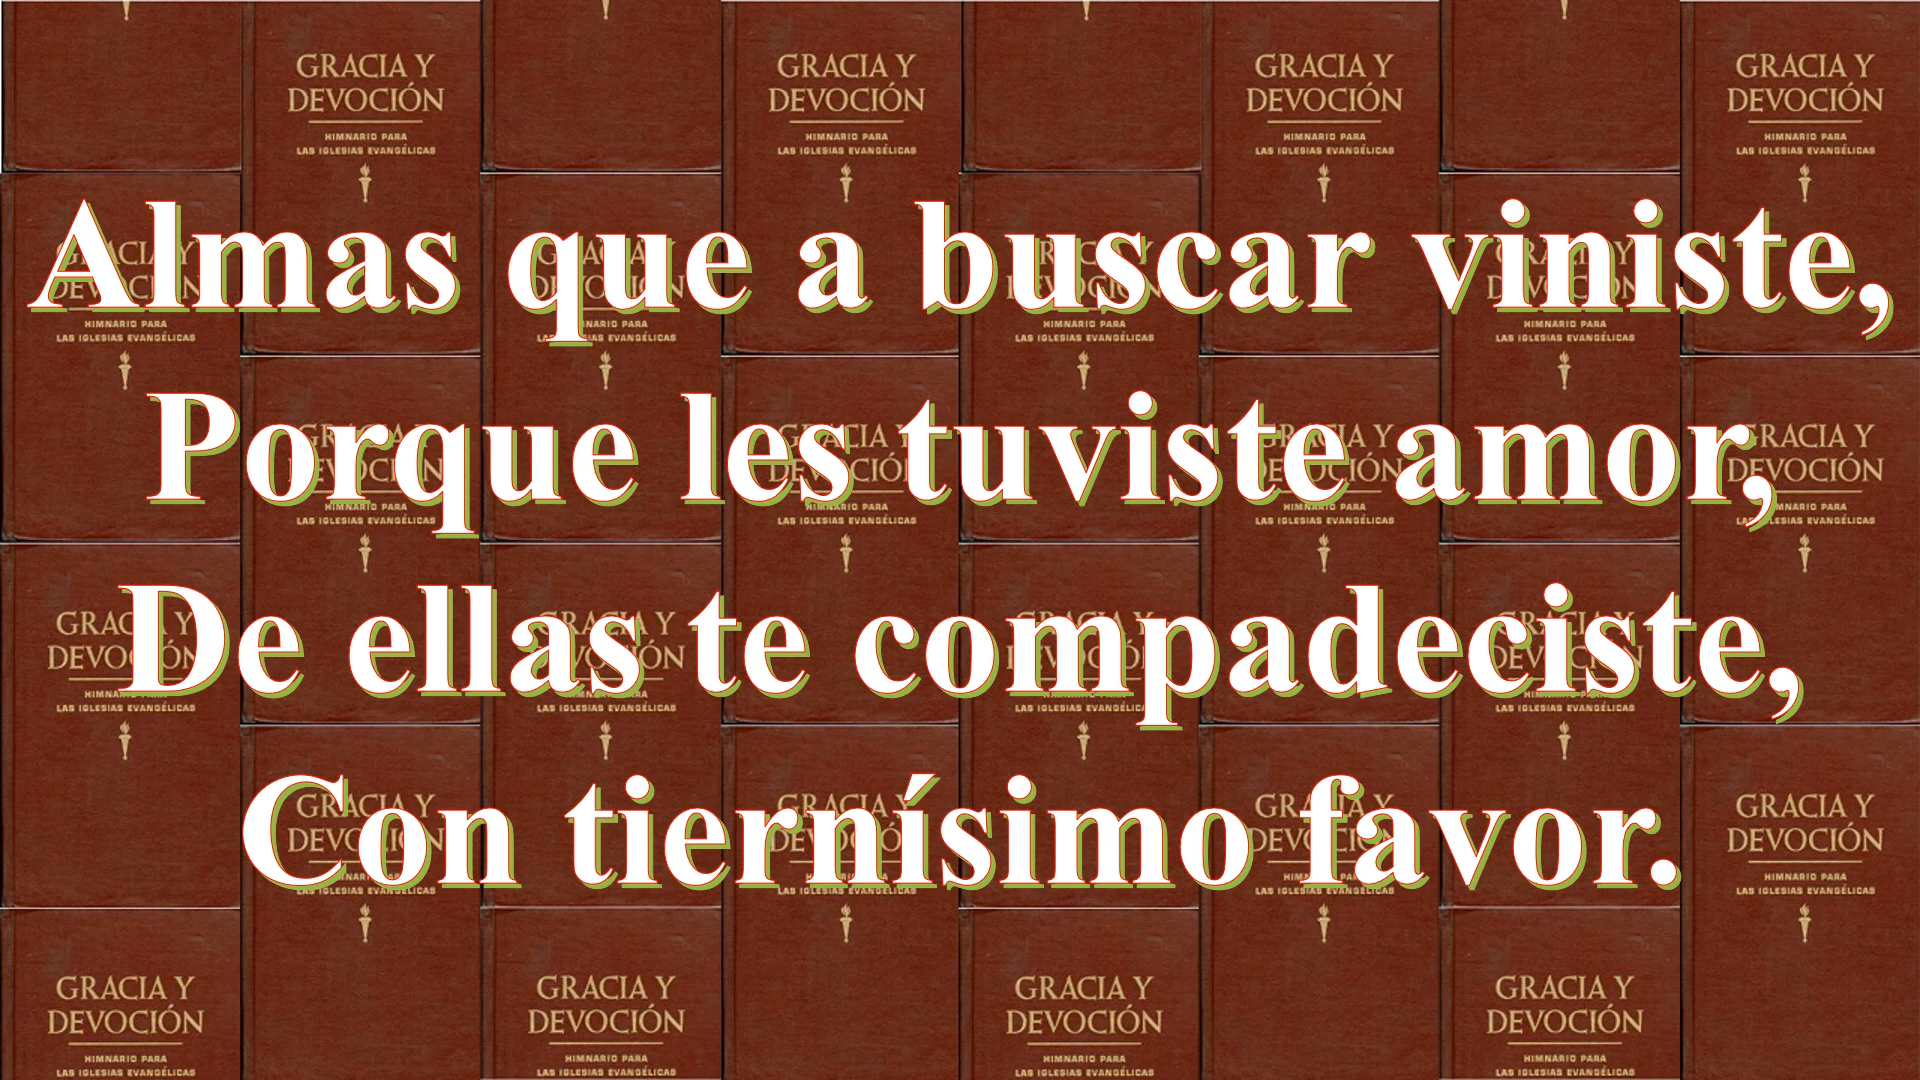 Almas que a buscar viniste,
Porque les tuviste amor,
De ellas te compadeciste,
Con tiernísimo favor.
GRACIA Y
DEVOCIÓN
HIMNARIO PARA
LAS IGLESIAS EVANGÉLICAS